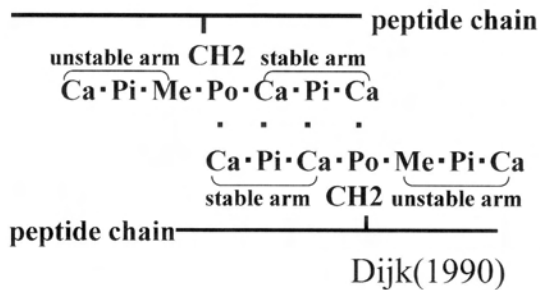 peptide chain
unstable arm CH2 stable arm
Ca·Pi·Me·Po·Ca·Pi·Ca
Ca·Pi·Ca·Po·Me·Pi·Ca
stable arm CH2 unstable arm
peptide chain
Dijk(1990)